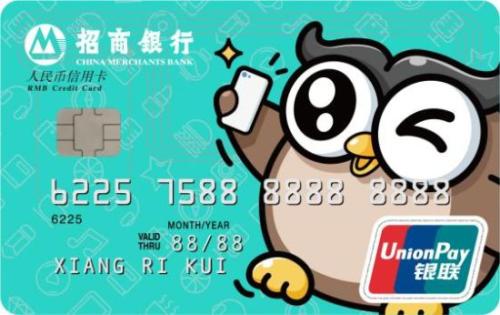 招商银行
CHINA MERCHANTS BANK
人民币信用卡
RMB Credit Card
6225 7588 8888 8888
6225
MONTH/YEAR
VALID THRU 88/88
XIANG RI KUI
UnionPay
银联